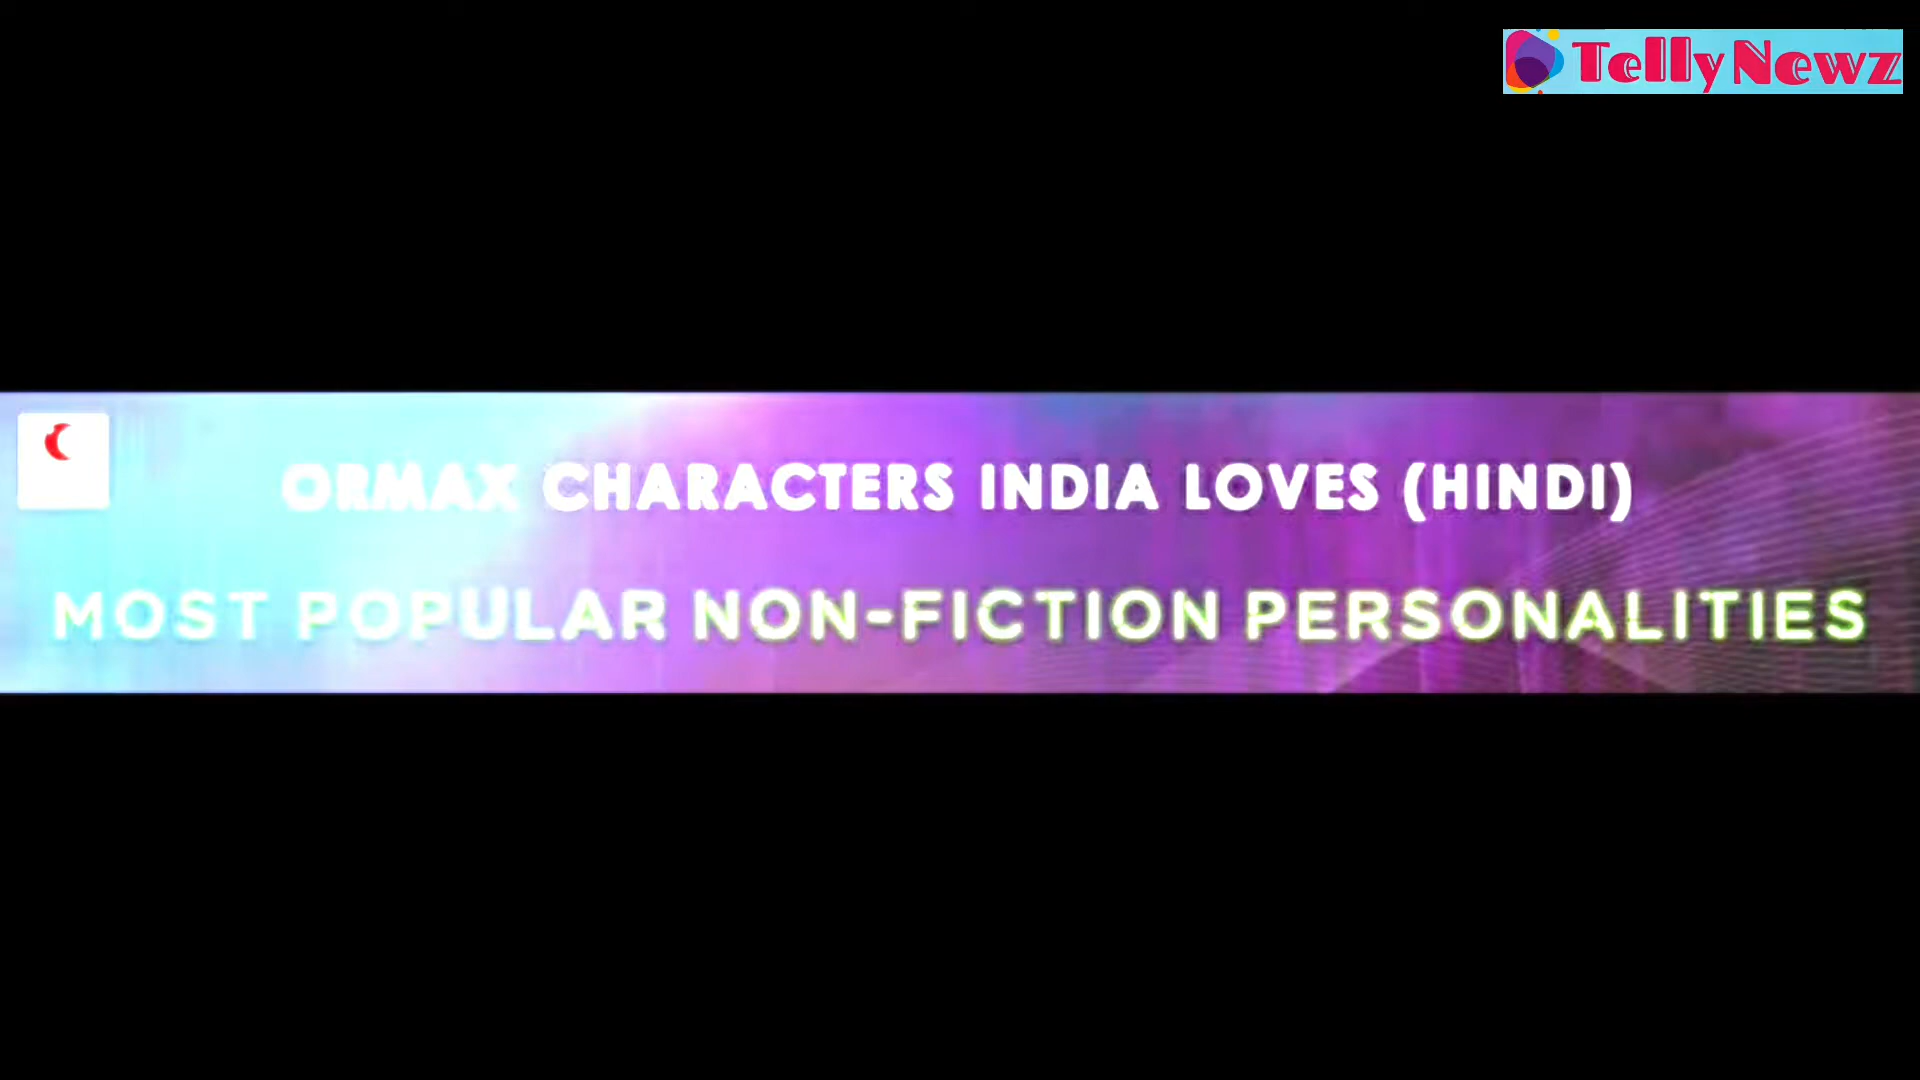 TellyNewz
ORMAX CHARACTERS INDIA LOVES (HINDI)
MOST POPULAR NON-FICTION PERSONALITIES